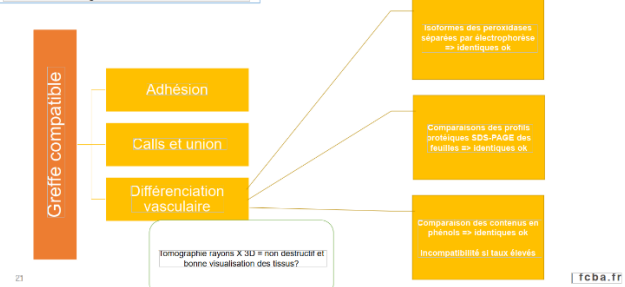 Greffe compatible
Adhésion
Calls et union
Différenciation
vasculaire
Isoformes des peroxidases
séparées par électrophorèse
=> identiques ok
Comparaisons des profils
protéiques SDS-PAGE des
feuilles => identiques ok
Comparaison des contenus en
phénols => identiques ok
Incompatibilité si taux élevés
Tomographie rayons X 3D = non destructif et
bonne visualisation des tissus?
21
fcba.fr